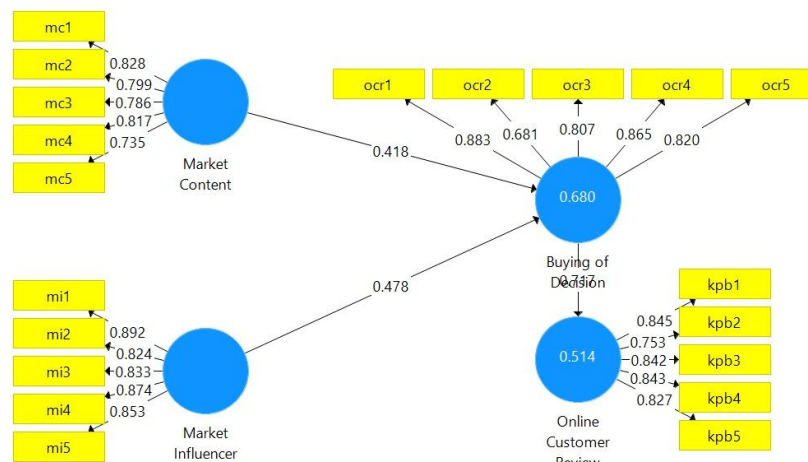 mc1
mc2
mc3
mc4
mc5
0.828
0.799
0.786
0.817
0.735
Market
Content
ocr1
ocr2
ocr3
ocr4
ocr5
0.883
0.681
0.807
0.865
0.820
0.418
0.680
Buying of
Decision
0.717
0.478
mi1
mi2
mi3
mi4
mi5
0.892
0.824
0.833
0.874
0.853
Market
Influencer
0.514
Online
Customer
Review
kpb1
kpb2
kpb3
kpb4
kpb5
0.845
0.753
0.842
0.843
0.827